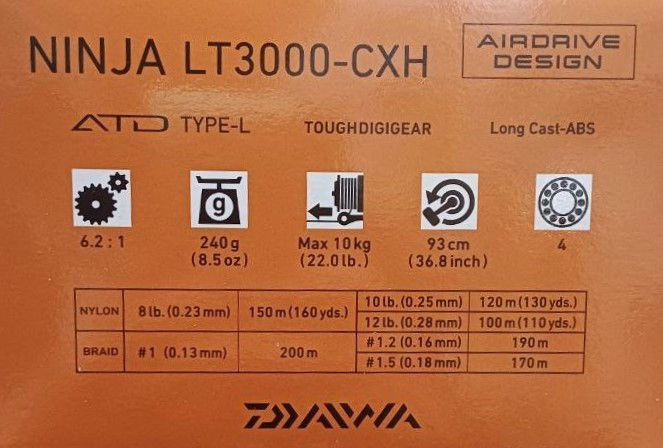 NINJA LT3000-CXH
AIRDRIVE
DESIGN
ATD TYPE-L
TOUGHDIGIGEAR
Long Cast-ABS
g
6.2 : 1
240g
(8.5oz)
Max 10kg
(22.0lb.)
93cm
(36.8inch)
4
NYLON 8lb.(0.23mm) 150m(160yds.) 10lb.(0.25mm) 120m(130yds.)
12lb.(0.28mm) 100m(110yds.)
BRAID #1 (0.13mm) 200m #1.2(0.16mm) 190m
#1.5(0.18mm) 170m
DAIWA